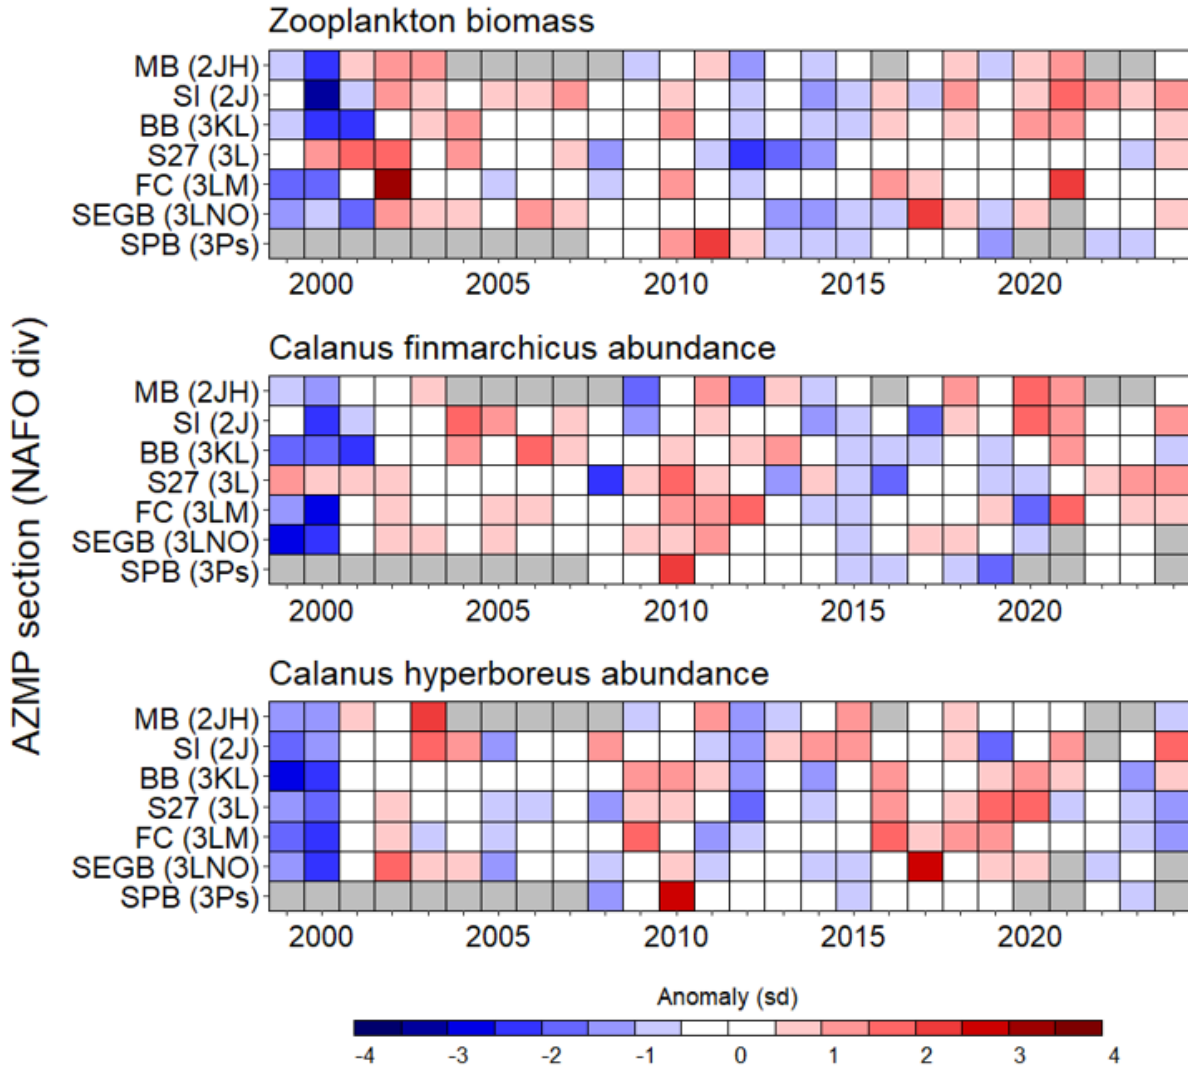 Zooplankton biomass
MB (2JH)
SI (2J)
BB (3KL)
S27 (3L)
FC (3LM)
SEGB (3LNO)
SPB (3Ps)
2000 2005 2010 2015 2020
AZMP section (NAFO div)
Calanus finmarchicus abundance
MB (2JH)
SI (2J)
BB (3KL)
S27 (3L)
FC (3LM)
SEGB (3LNO)
SPB (3Ps)
2000 2005 2010 2015 2020
Calanus hyperboreus abundance
MB (2JH)
SI (2J)
BB (3KL)
S27 (3L)
FC (3LM)
SEGB (3LNO)
SPB (3Ps)
2000 2005 2010 2015 2020
Anomaly (sd)
-4 -3 -2 -1 0 1 2 3 4